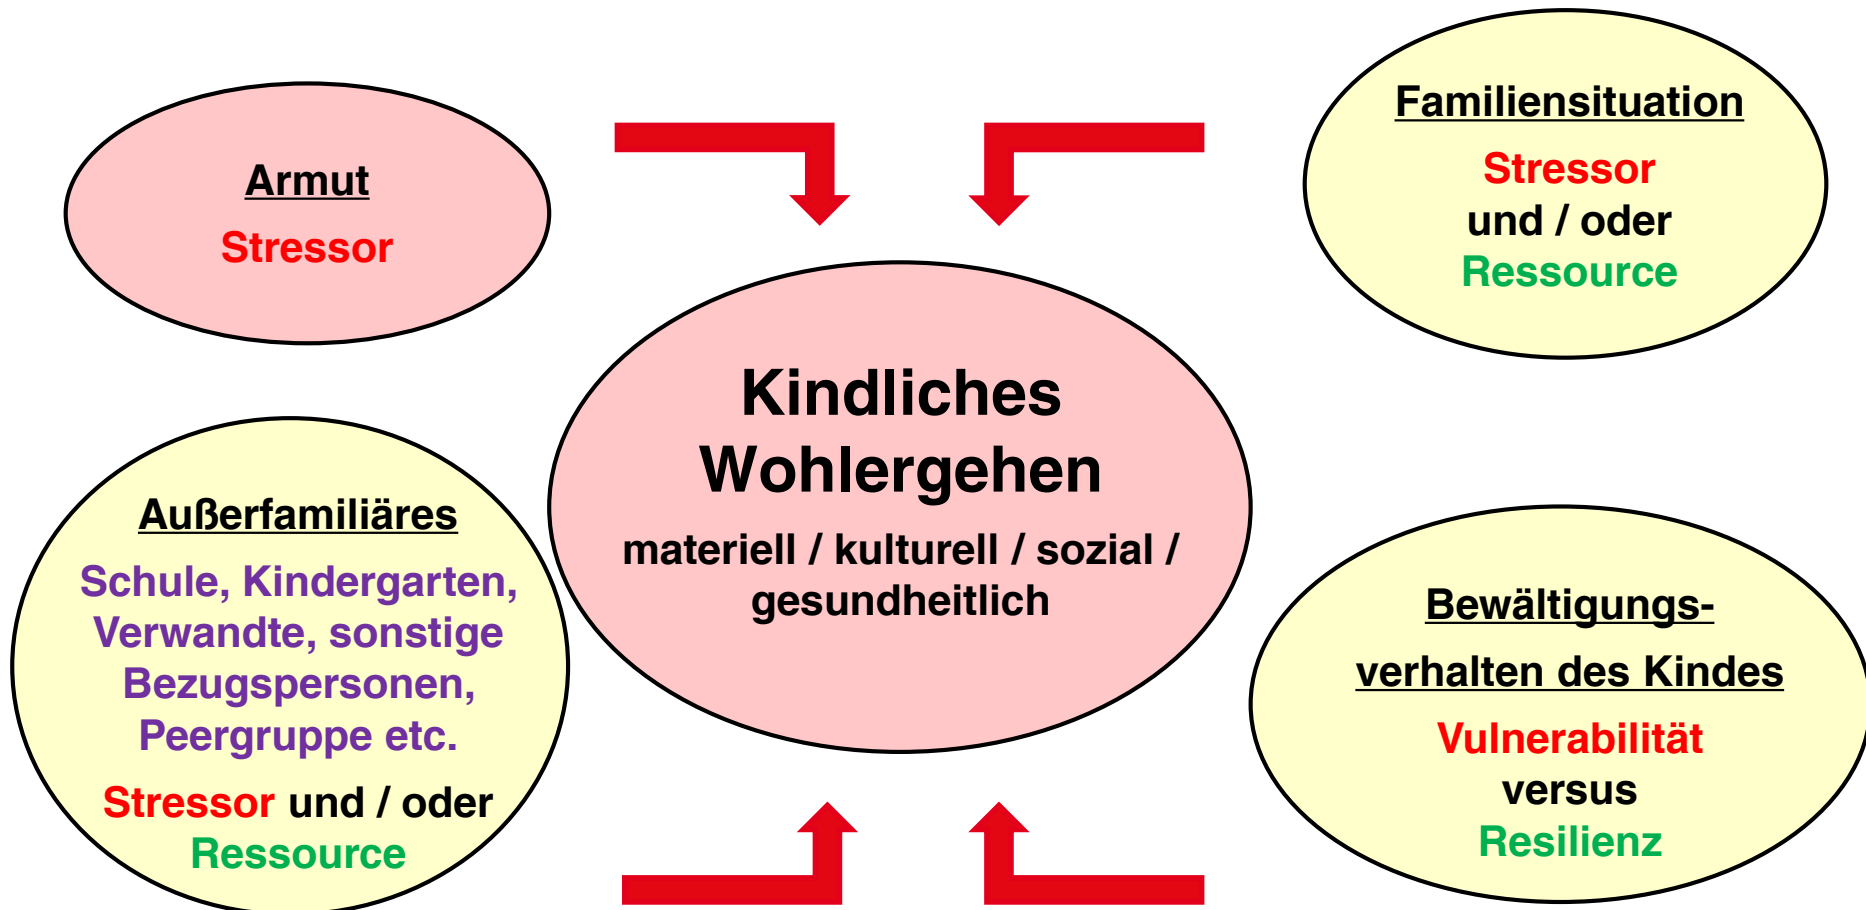 Armut
Stressor
Familiensituation
Stressor
und / oder
Ressource
Kindliches
Wohlergehen
materiell / kulturell / sozial /
gesundheitlich
Außerfamiliäres
Schule, Kindergarten,
Verwandte, sonstige
Bezugspersonen,
Peergruppe etc.
Stressor und / oder
Ressource
Bewältigungs-
verhalten des Kindes
Vulnerabilität
versus
Resilienz